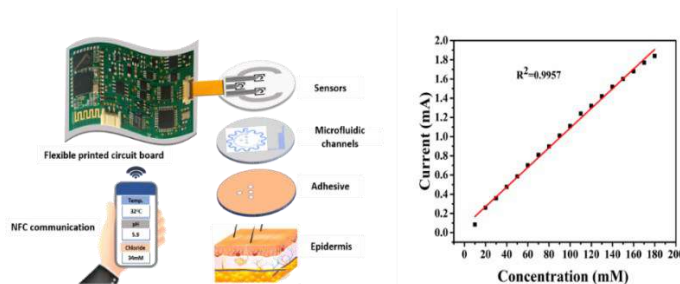 Sensors
Microfluidic
channels
Flexible printed circuit board
Adhesive
NFC communication
Temp.
32°C
pH
5.5
Chloride
34mM
Epidermis
R²=0.9957
Current (mA)
2.0
1.8
1.6
1.4
1.2
1.0
0.8
0.6
0.4
0.2
0.0
0 20 40 60 80 100 120 140 160 180 200
Concentration (mM)